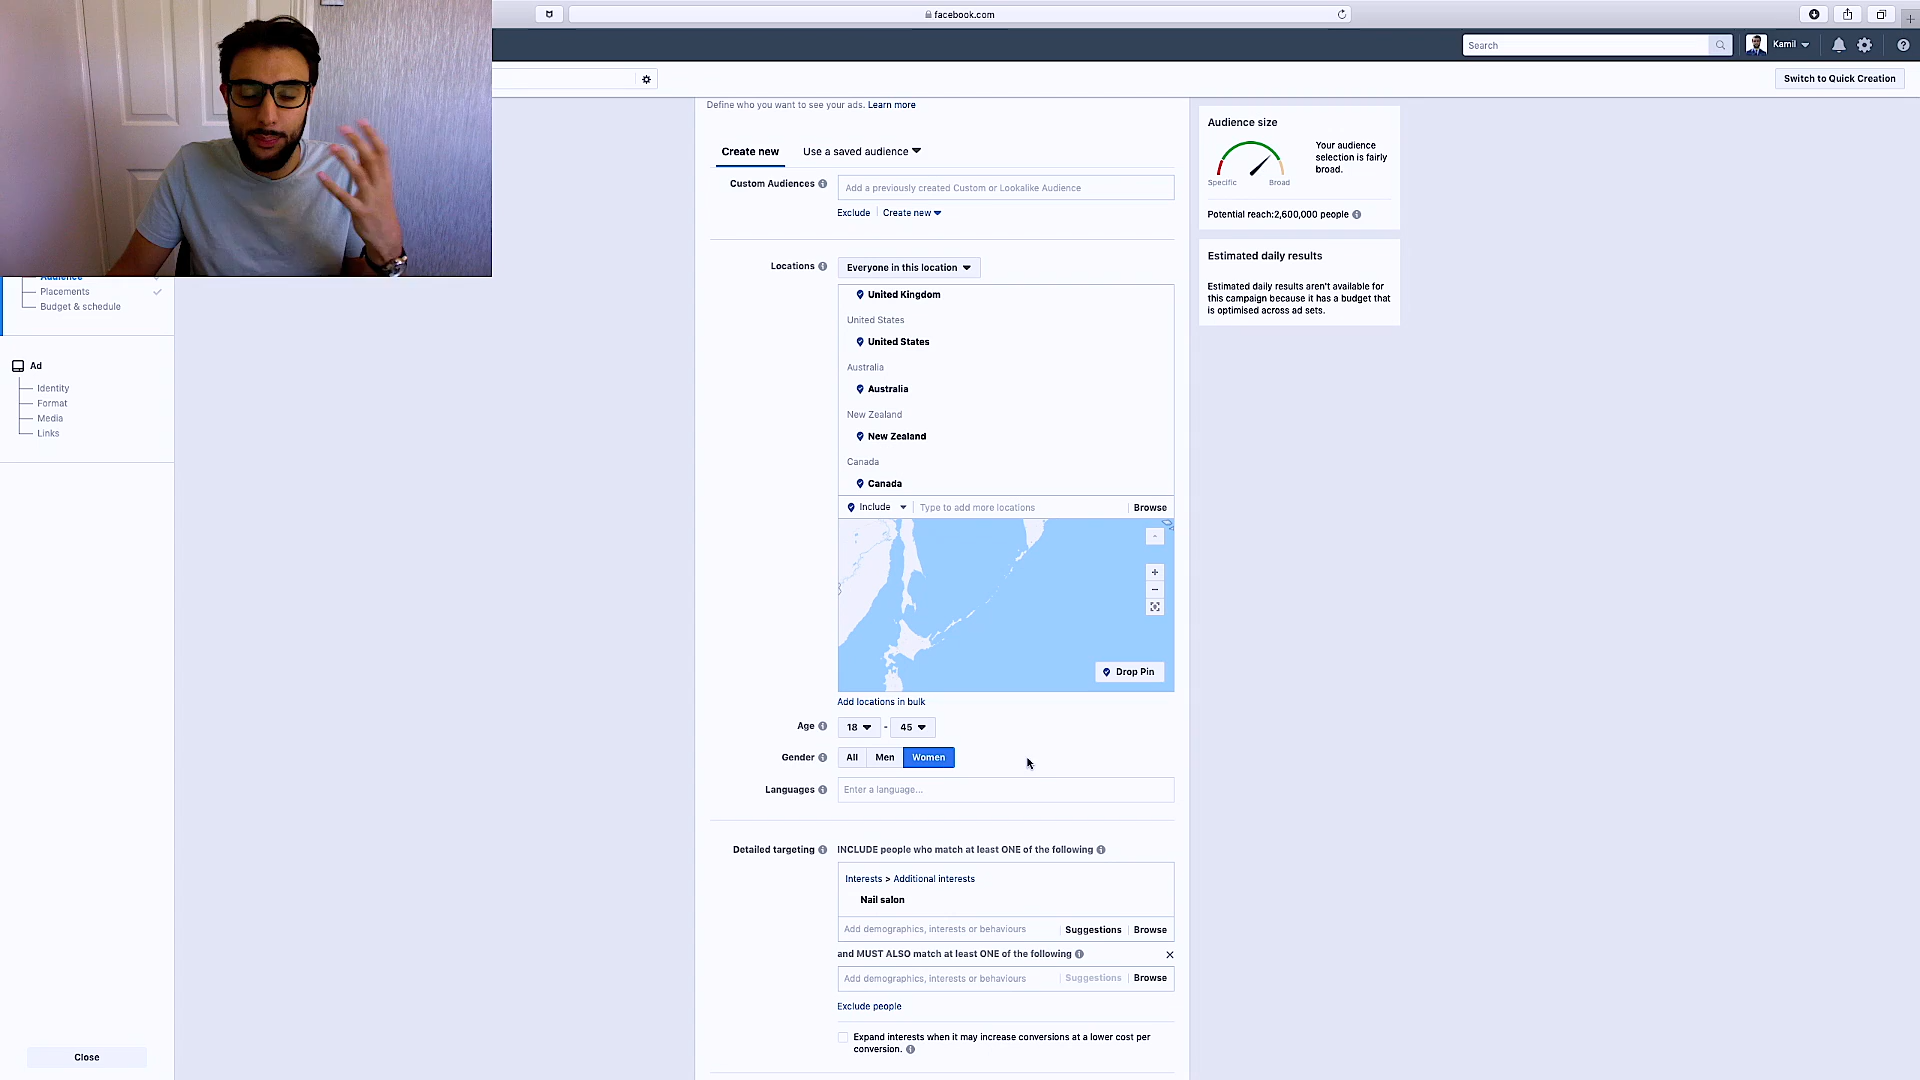 facebook.com
Search
Kamil
Switch to Quick Creation
Define who you want to see your ads. Learn more
Create new
Use a saved audience
Custom Audiences
Add a previously created Custom or Lookalike Audience
Exclude
Create new
Locations
Everyone in this location
United Kingdom
United States
United States
Australia
Australia
New Zealand
New Zealand
Canada
Canada
Include
Type to add more locations
Browse
Drop Pin
Add locations in bulk
Age
18
-
45
Gender
All
Men
Women
Languages
Enter a language...
Detailed targeting
INCLUDE people who match at least ONE of the following
Interests > Additional interests
Nail salon
Add demographics, interests or behaviours
Suggestions
Browse
and MUST ALSO match at least ONE of the following
Add demographics, interests or behaviours
Suggestions
Browse
Exclude people
Expand interests when it may increase conversions at a lower cost per
conversion.
Audience size
Your audience
selection is fairly
broad.
Specific
Broad
Potential reach:2,600,000 people
Estimated daily results
Estimated daily results aren't available for
this campaign because it has a budget that
is optimised across ad sets.
Audience
Placements
Budget & schedule
Ad
Identity
Format
Media
Links
Close